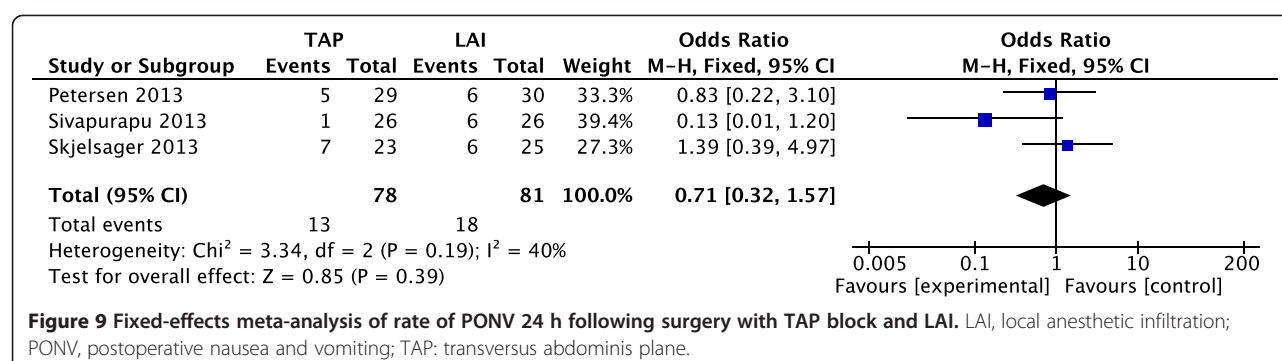 TAP LAI Odds Ratio Odds Ratio
Study or Subgroup Events Total Events Total Weight M-H, Fixed, 95% CI M-H, Fixed, 95% CI
Petersen 2013 5 29 6 30 33.3% 0.83 [0.22, 3.10]
Sivapurapu 2013 1 26 6 26 39.4% 0.13 [0.01, 1.20]
Skjelsager 2013 7 23 6 25 27.3% 1.39 [0.39, 4.97]
Total (95% CI) 78 81 100.0% 0.71 [0.32, 1.57]
Total events 13 18
Heterogeneity: Chi² = 3.34, df = 2 (P = 0.19); I² = 40%
Test for overall effect: Z = 0.85 (P = 0.39)
0.005 0.1 1 10 200
Favours [experimental] Favours [control]
Figure 9 Fixed-effects meta-analysis of rate of PONV 24 h following surgery with TAP block and LAI. LAI, local anesthetic infiltration;
PONV, postoperative nausea and vomiting; TAP: transversus abdominis plane.